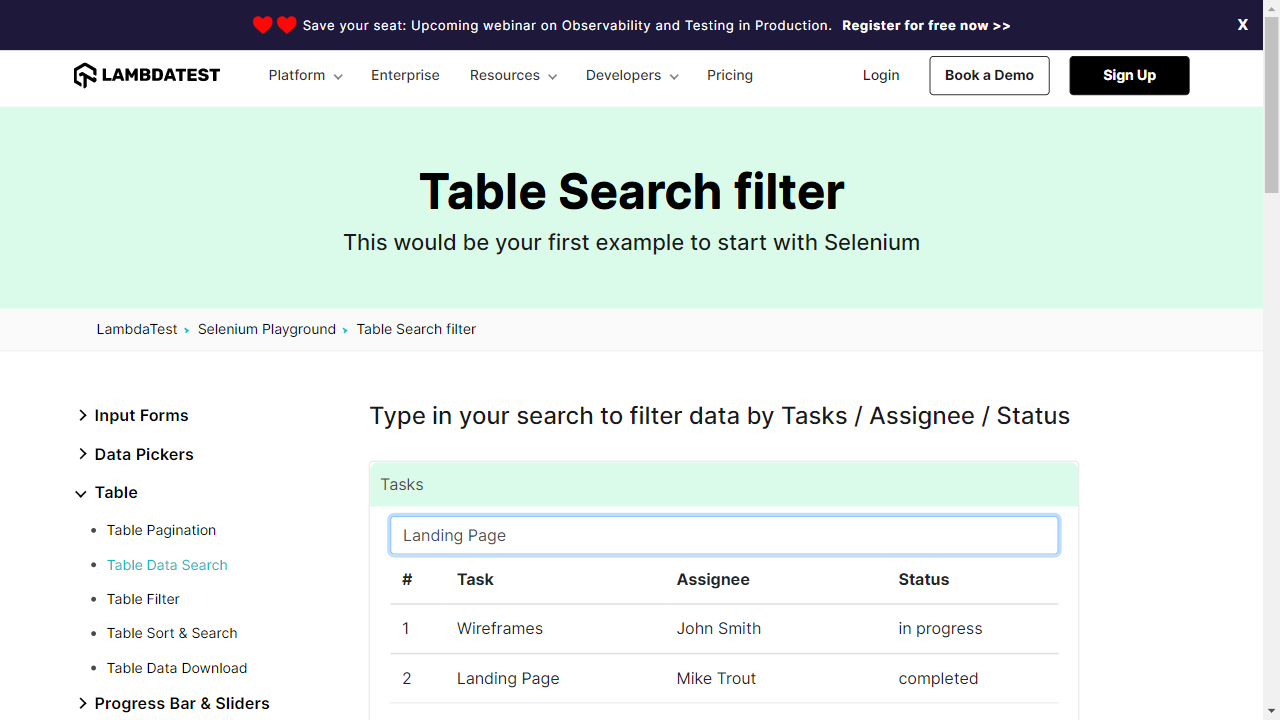 Save your seat: Upcoming webinar on Observability and Testing in Production. Register for free now >> X
LAMBDATEST Platform Enterprise Resources Developers Pricing Login Book a Demo Sign Up
Table Search filter
This would be your first example to start with Selenium
LambdaTest Selenium Playground Table Search filter
Input Forms
Data Pickers
Table
Table Pagination
Table Data Search
Table Filter
Table Sort & Search
Table Data Download
Progress Bar & Sliders
Type in your search to filter data by Tasks / Assignee / Status
Tasks
Landing Page
# Task Assignee Status
1 Wireframes John Smith in progress
2 Landing Page Mike Trout completed